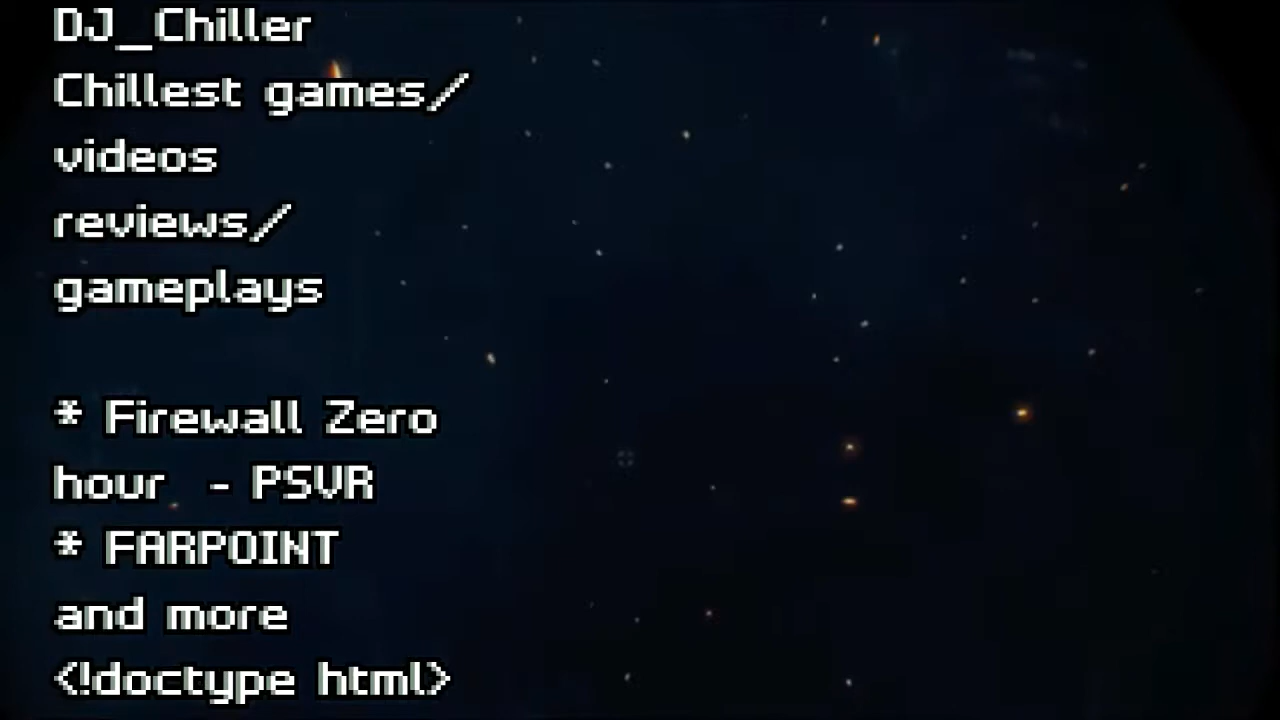 DJ_Chiller
Chillest games/
videos
reviews/
gameplays
* Firewall Zero
hour - PSVR
* FARPOINT
and more
<!doctype html>